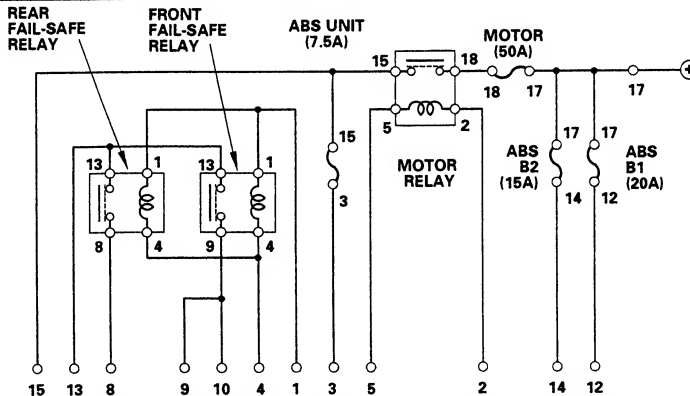 REAR
FAIL-SAFE
RELAY
FRONT
FAIL-SAFE
RELAY
ABS UNIT
(7.5A)
MOTOR
(50A)
15
18
18
17
17
+
5
2
MOTOR
RELAY
15
3
ABS
B2
(15A)
17
14
17
12
ABS
B1
(20A)
13
1
13
1
8
4
9
4
15
13
8
9
10
4
1
3
5
2
14
12